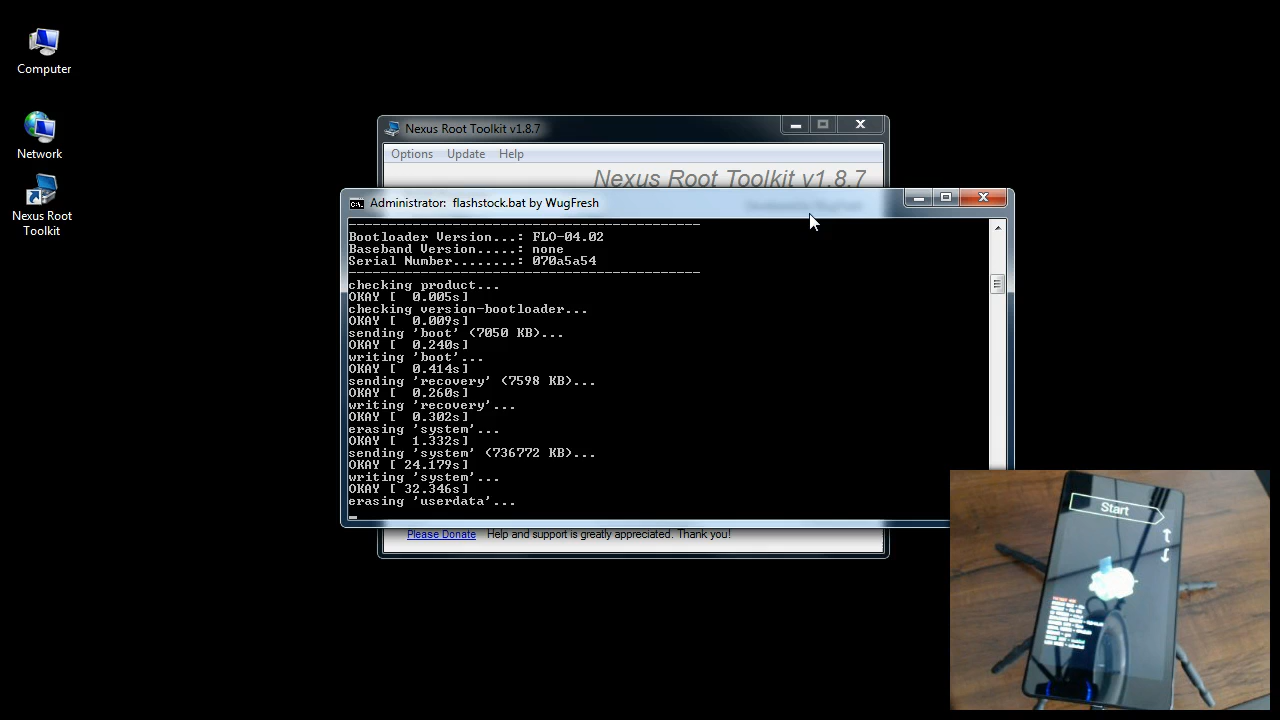 Computer
Network
Nexus Root
Toolkit
Nexus Root Toolkit v1.8.7
Options Update Help
Nexus Root Toolkit v1.8.7
Administrator: flashstock.bat by WugFresh
--------------------------------------------
Bootloader Version...: FLO-04.02
Baseband Version.....: none
Serial Number........: 070a5a54
--------------------------------------------
checking product...
OKAY [  0.005s]
checking version-bootloader...
OKAY [  0.009s]
sending 'boot' (7050 KB)...
OKAY [  0.240s]
writing 'boot'...
OKAY [  0.414s]
sending 'recovery' (7598 KB)...
OKAY [  0.260s]
writing 'recovery'...
OKAY [  0.302s]
erasing 'system'...
OKAY [  1.332s]
sending 'system' (736772 KB)...
OKAY [ 24.179s]
writing 'system'...
OKAY [ 32.346s]
erasing 'userdata'...
Please Donate Help and support is greatly appreciated. Thank you!
Start